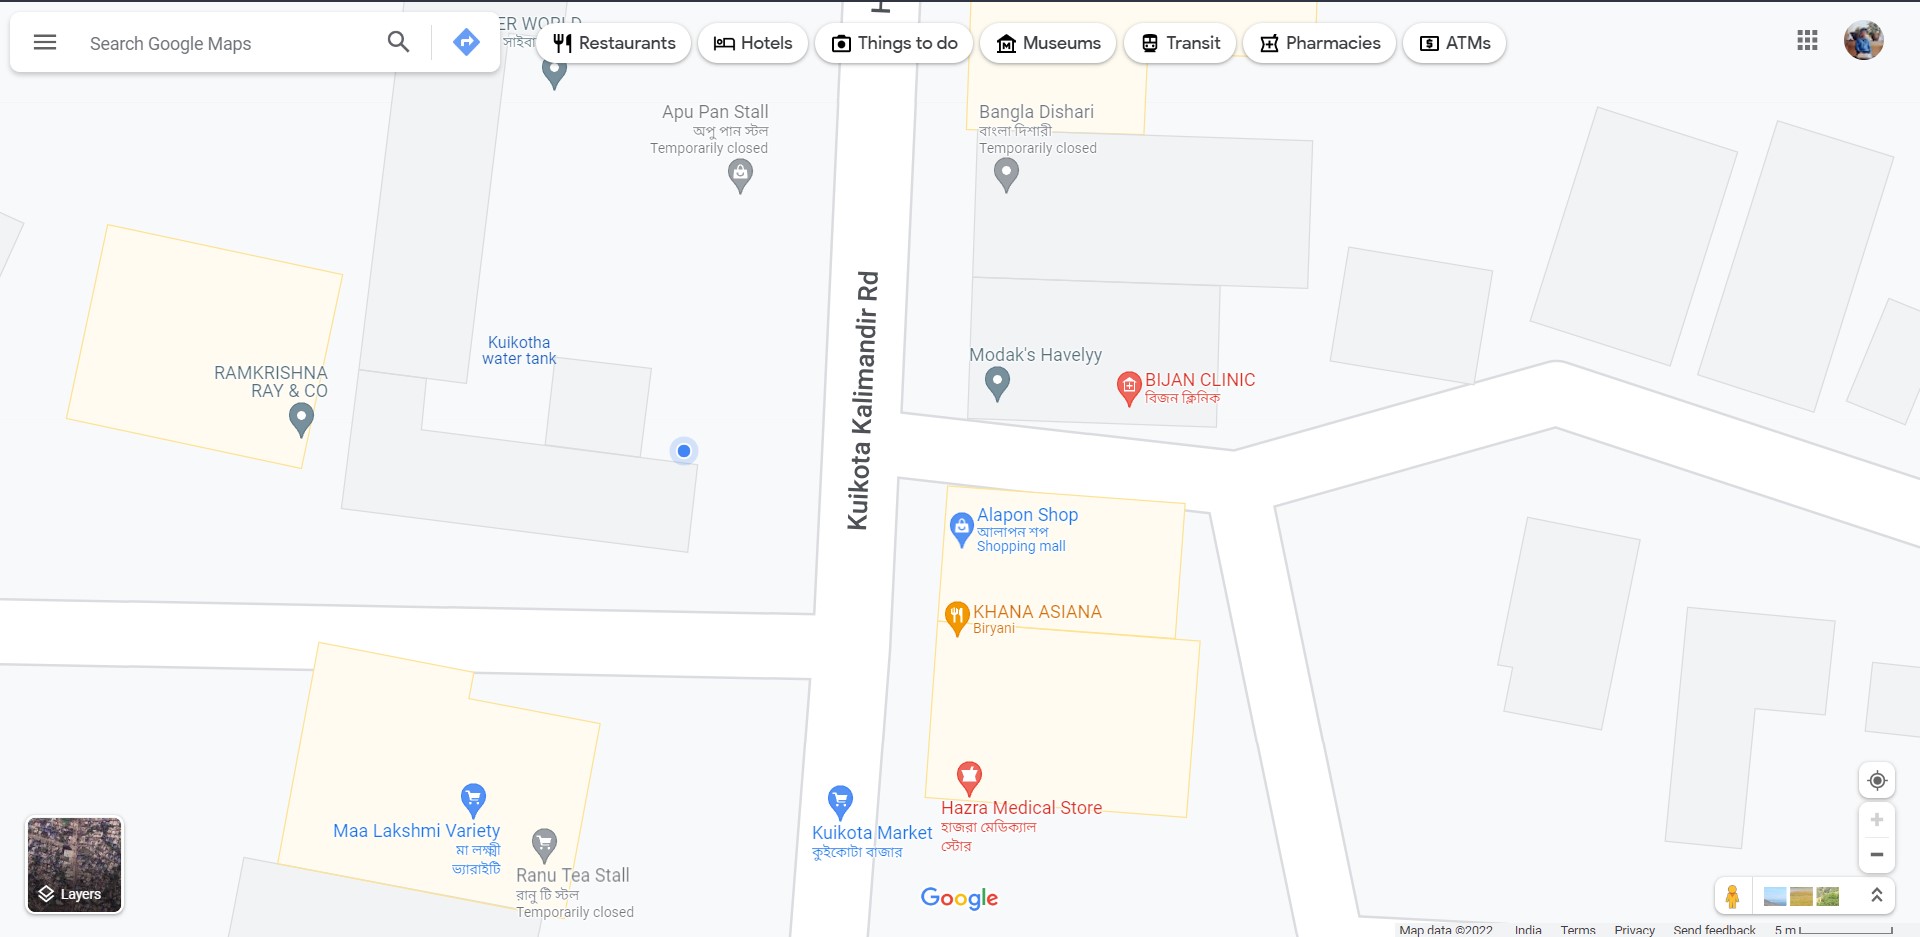 Search Google Maps
ER WORLD
সাইবা
Restaurants
Hotels
Things to do
Museums
Transit
Pharmacies
ATMs
Apu Pan Stall
অপু পান স্টল
Temporarily closed
Bangla Dishari
বাংলা দিশারী
Temporarily closed
Kuikota Kalimandir Rd
Kuikotha
water tank
RAMKRISHNA
RAY & CO
Modak's Havelyy
BIJAN CLINIC
বিজন ক্লিনিক
Alapon Shop
আলাপন শপ
Shopping mall
KHANA ASIANA
Biryani
Hazra Medical Store
হাজরা মেডিক্যাল
স্টোর
Kuikota Market
কুইকোটা বাজার
Maa Lakshmi Variety
মা লক্ষ্মী
ভ্যারাইটি
Ranu Tea Stall
রানু টি স্টল
Temporarily closed
Layers
Google
Map data ©2022 India Terms Privacy Send feedback 5 m